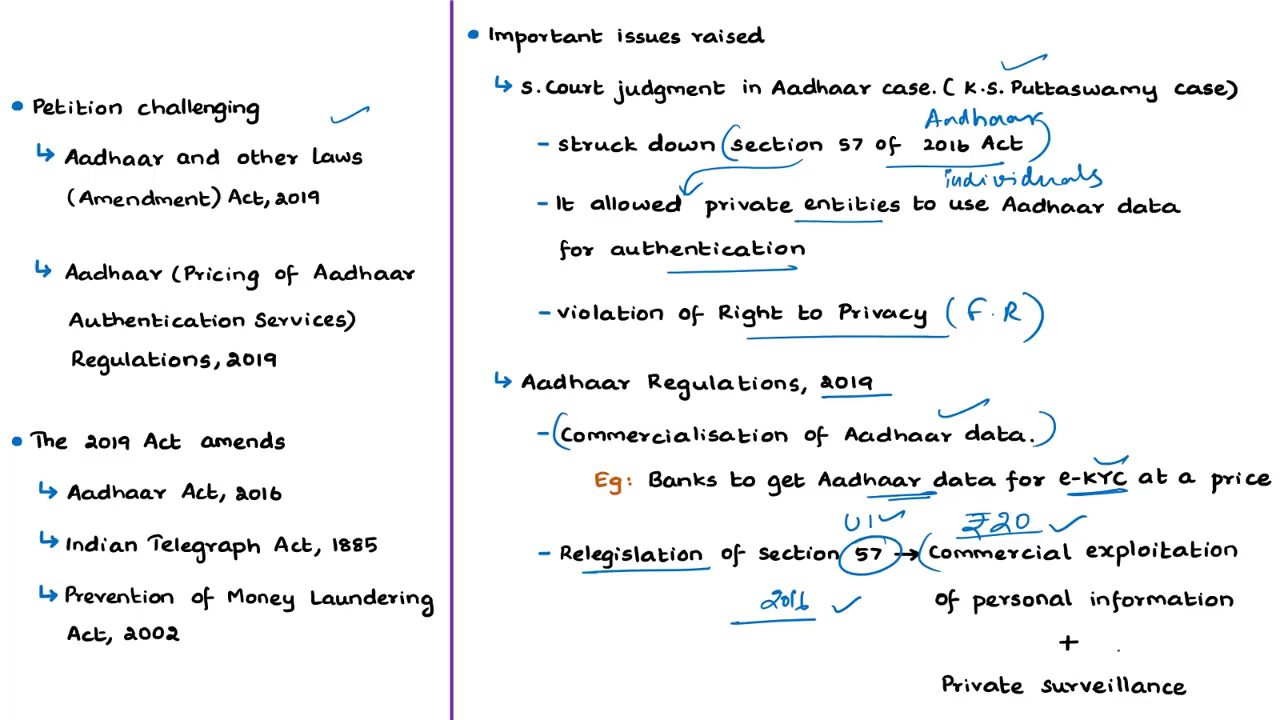 • Petition challenging
↳ Aadhaar and other Laws
(Amendment) Act, 2019
↳ Aadhaar (Pricing of Aadhaar
Authentication Services)
Regulations, 2019
• The 2019 Act amends
↳ Aadhaar Act, 2016
↳ Indian Telegraph Act, 1885
↳ Prevention of Money Laundering
Act, 2002
• Important issues raised
↳ S. Court judgment in Aadhaar case. ( K.S. Puttaswamy case)
Aadhaar
- struck down (section 57 of 2016 Act)
individuals
- It allowed private entities to use Aadhaar data
for authentication
- violation of Right to Privacy ( F.R )
↳ Aadhaar Regulations, 2019
- (Commercialisation of Aadhaar data.)
Eg: Banks to get Aadhaar data for e-KYC at a price
₹20
- Relegislation of section 57 → (Commercial exploitation
2016
of personal information
+
Private surveillance